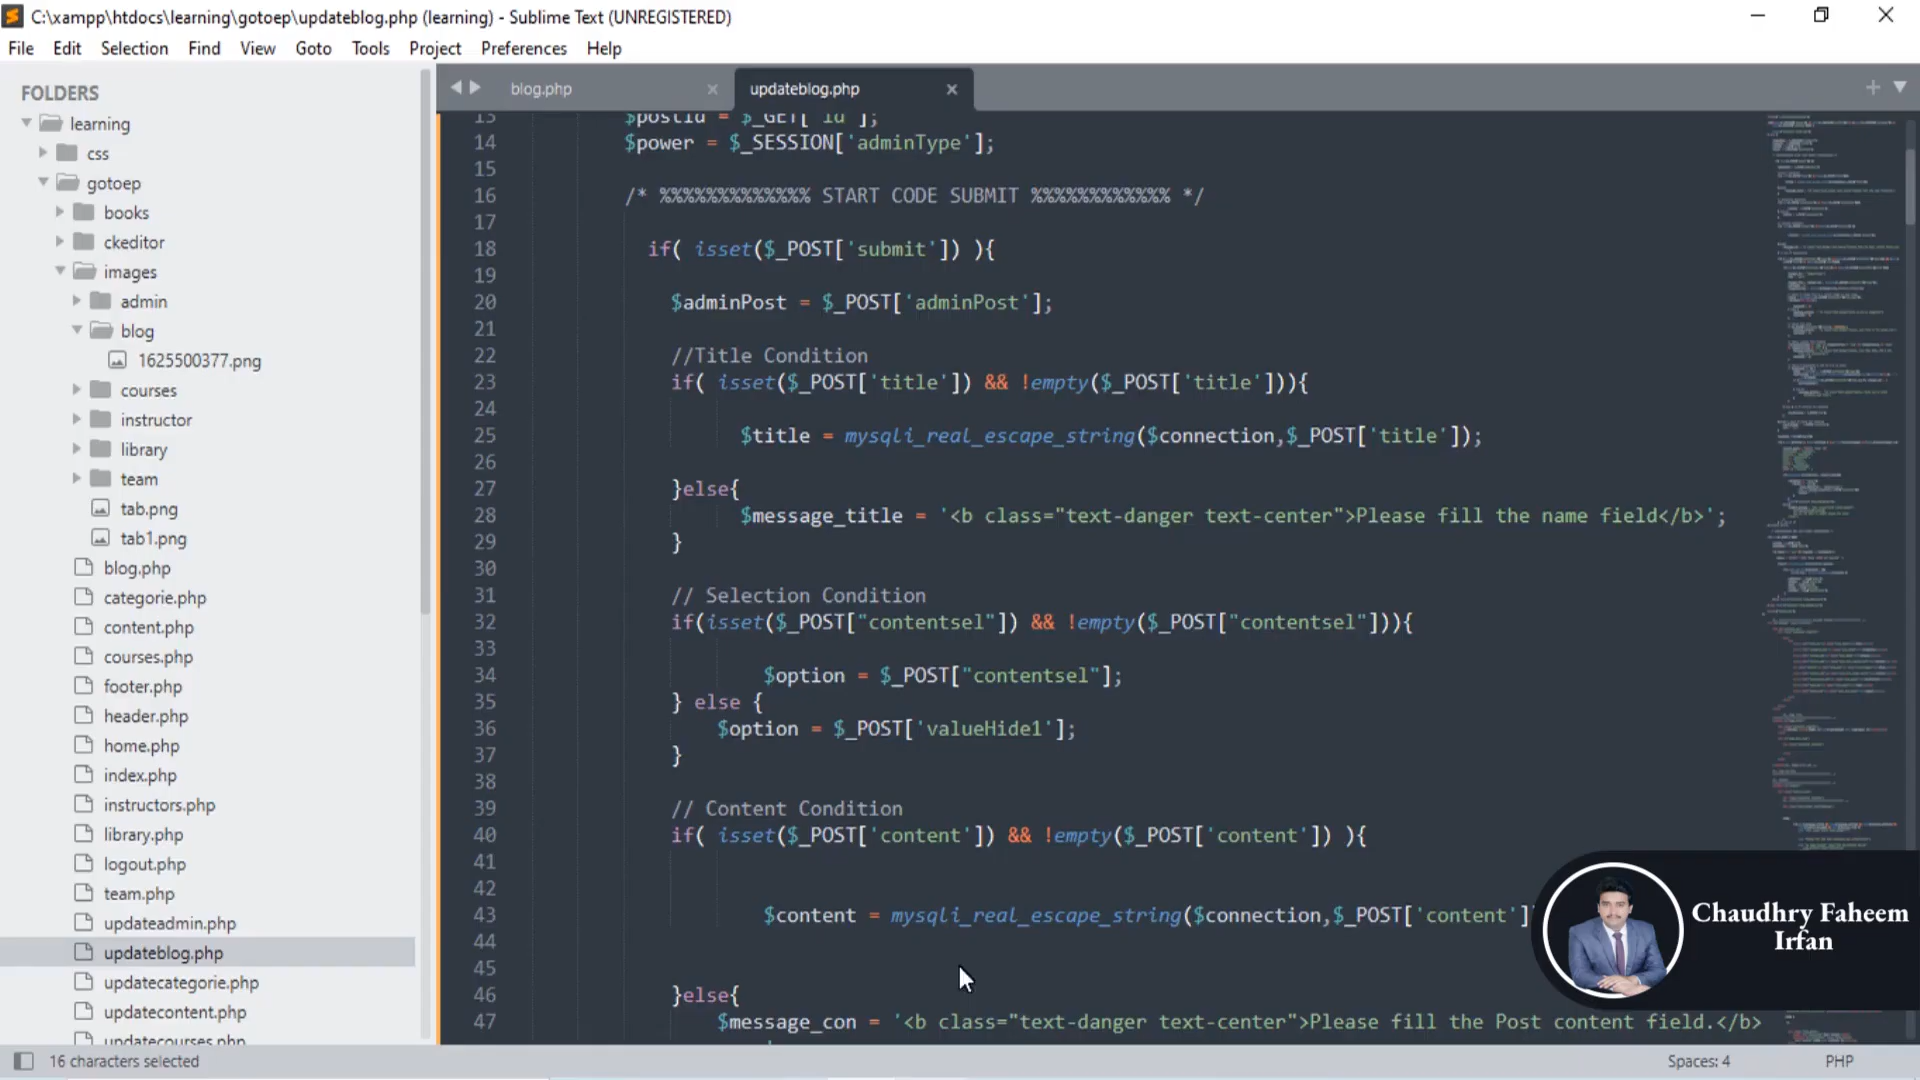 C:\xampp\htdocs\learning\gotoep\updateblog.php (learning) - Sublime Text (UNREGISTERED)
File Edit Selection Find View Goto Tools Project Preferences Help
FOLDERS
learning
css
gotoep
books
ckeditor
images
admin
blog
1625500377.png
courses
instructor
library
team
tab.png
tab1.png
blog.php
categorie.php
content.php
courses.php
footer.php
header.php
home.php
index.php
instructors.php
library.php
logout.php
team.php
updateadmin.php
updateblog.php
updatecategorie.php
updatecontent.php
updatecourses.php
blog.php
updateblog.php
13 $postid = $_GET['id'];
14 $power = $_SESSION['adminType'];
15
16 /* %%%%%%%%%%%%% START CODE SUBMIT %%%%%%%%%%%% */
17
18 if( isset($_POST['submit']) ){
19
20 $adminPost = $_POST['adminPost'];
21
22 //Title Condition
23 if( isset($_POST['title']) && !empty($_POST['title'])){
24
25 $title = mysqli_real_escape_string($connection,$_POST['title']);
26
27 }else{
28 $message_title = '<b class="text-danger text-center">Please fill the name field</b>';
29 }
30
31 // Selection Condition
32 if(isset($_POST["contentsel"]) && !empty($_POST["contentsel"])){
33
34 $option = $_POST["contentsel"];
35 } else {
36 $option = $_POST['valueHide1'];
37 }
38
39 // Content Condition
40 if( isset($_POST['content']) && !empty($_POST['content']) ){
41
42
43 $content = mysqli_real_escape_string($connection,$_POST['content']
44
45
46 }else{
47 $message_con = '<b class="text-danger text-center">Please fill the Post content field.</b>
Chaudhry Faheem
Irfan
16 characters selected
Spaces: 4
PHP